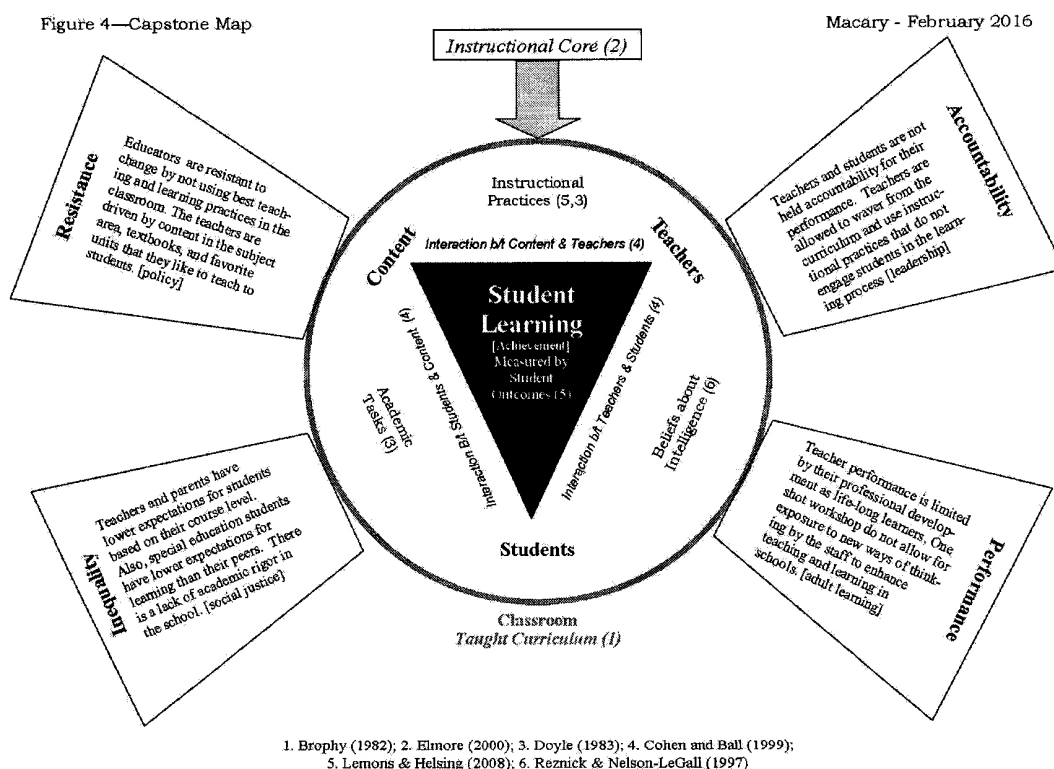 Figure 4—Capstone Map
Macary - February 2016
Instructional Core (2)
Resistance
Educators are resistant to
change by not using best teach-
ing and learning practices in the
classroom. The teachers are
driven by content in the subject
area, textbooks, and favorite
units that they like to teach to
students. [policy]
Accountability
Teachers and students are not
held accountability for their
performance. Teachers are
allowed to waver from the
curriculum and use instruc-
tional practices that do not
engage students in the learn-
ing process [leadership]
Instructional
Practices (5,3)
Content
Interaction b/t Content & Teachers (4)
Teachers
Student
Learning
[Achievement]
Measured by
Student
Outcomes (5)
Interaction B/t Students & Content (4)
Interaction b/t Teachers & Students (4)
Academic
Tasks (3)
Beliefs about
Intelligence (6)
Students
Classroom
Taught Curriculum (1)
Inequality
Teachers and parents have
lower expectations for students
based on their course level.
Also, special education students
have lower expectations for
learning than their peers. There
is a lack of academic rigor in
the school. [social justice]
Performance
Teacher performance is limited
by their professional develop-
ment as life-long learners. One
shot workshop do not allow for
exposure to new ways of think-
ing by the staff to enhance
teaching and learning in
schools. [adult learning]
1. Brophy (1982); 2. Elmore (2000); 3. Doyle (1983); 4. Cohen and Ball (1999);
5. Lemons & Helsing (2008); 6. Reznick & Nelson-LeGall (1997)